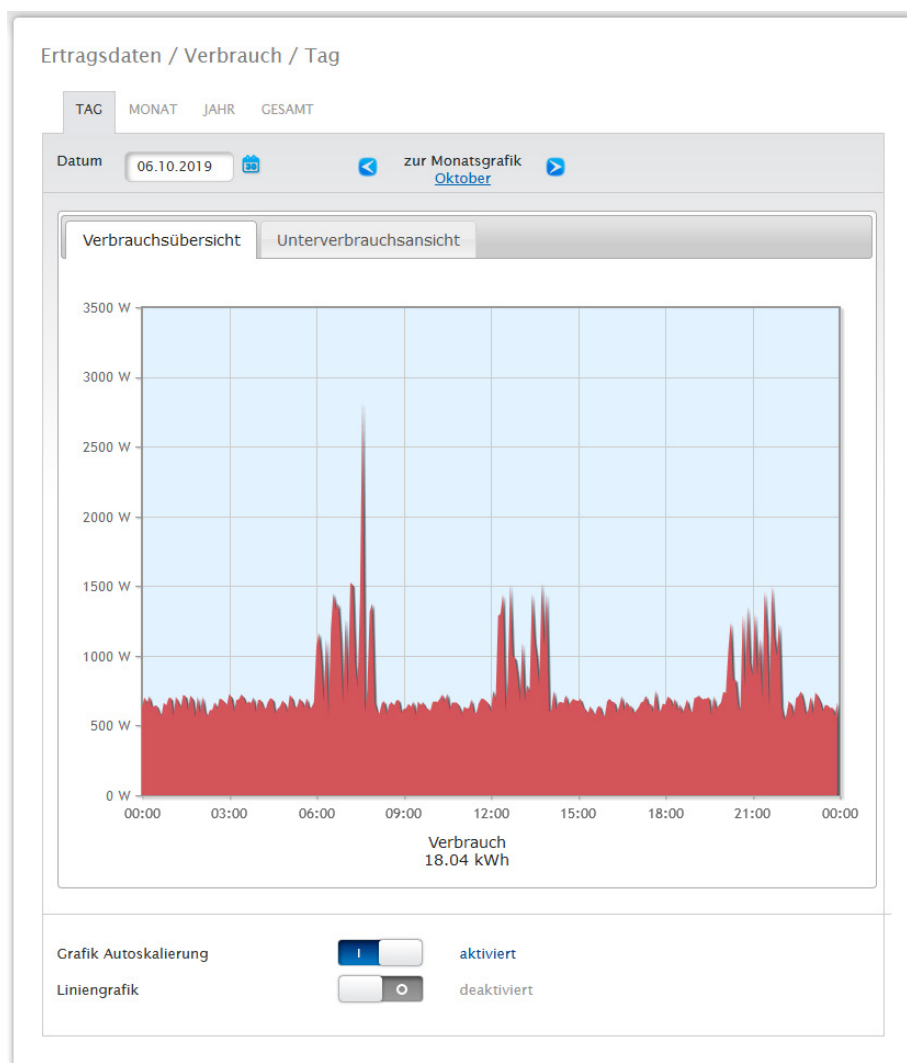 Ertragsdaten / Verbrauch / Tag
TAG MONAT JAHR GESAMT
Datum 06.10.2019 30 zur Monatsgrafik
Oktober
Verbrauchsübersicht Unterverbrauchsansicht
3500 W
3000 W
2500 W
2000 W
1500 W
1000 W
500 W
0 W
00:00 03:00 06:00 09:00 12:00 15:00 18:00 21:00 00:00
Verbrauch
18.04 kWh
Grafik Autoskalierung I aktiviert
Liniengrafik O deaktiviert